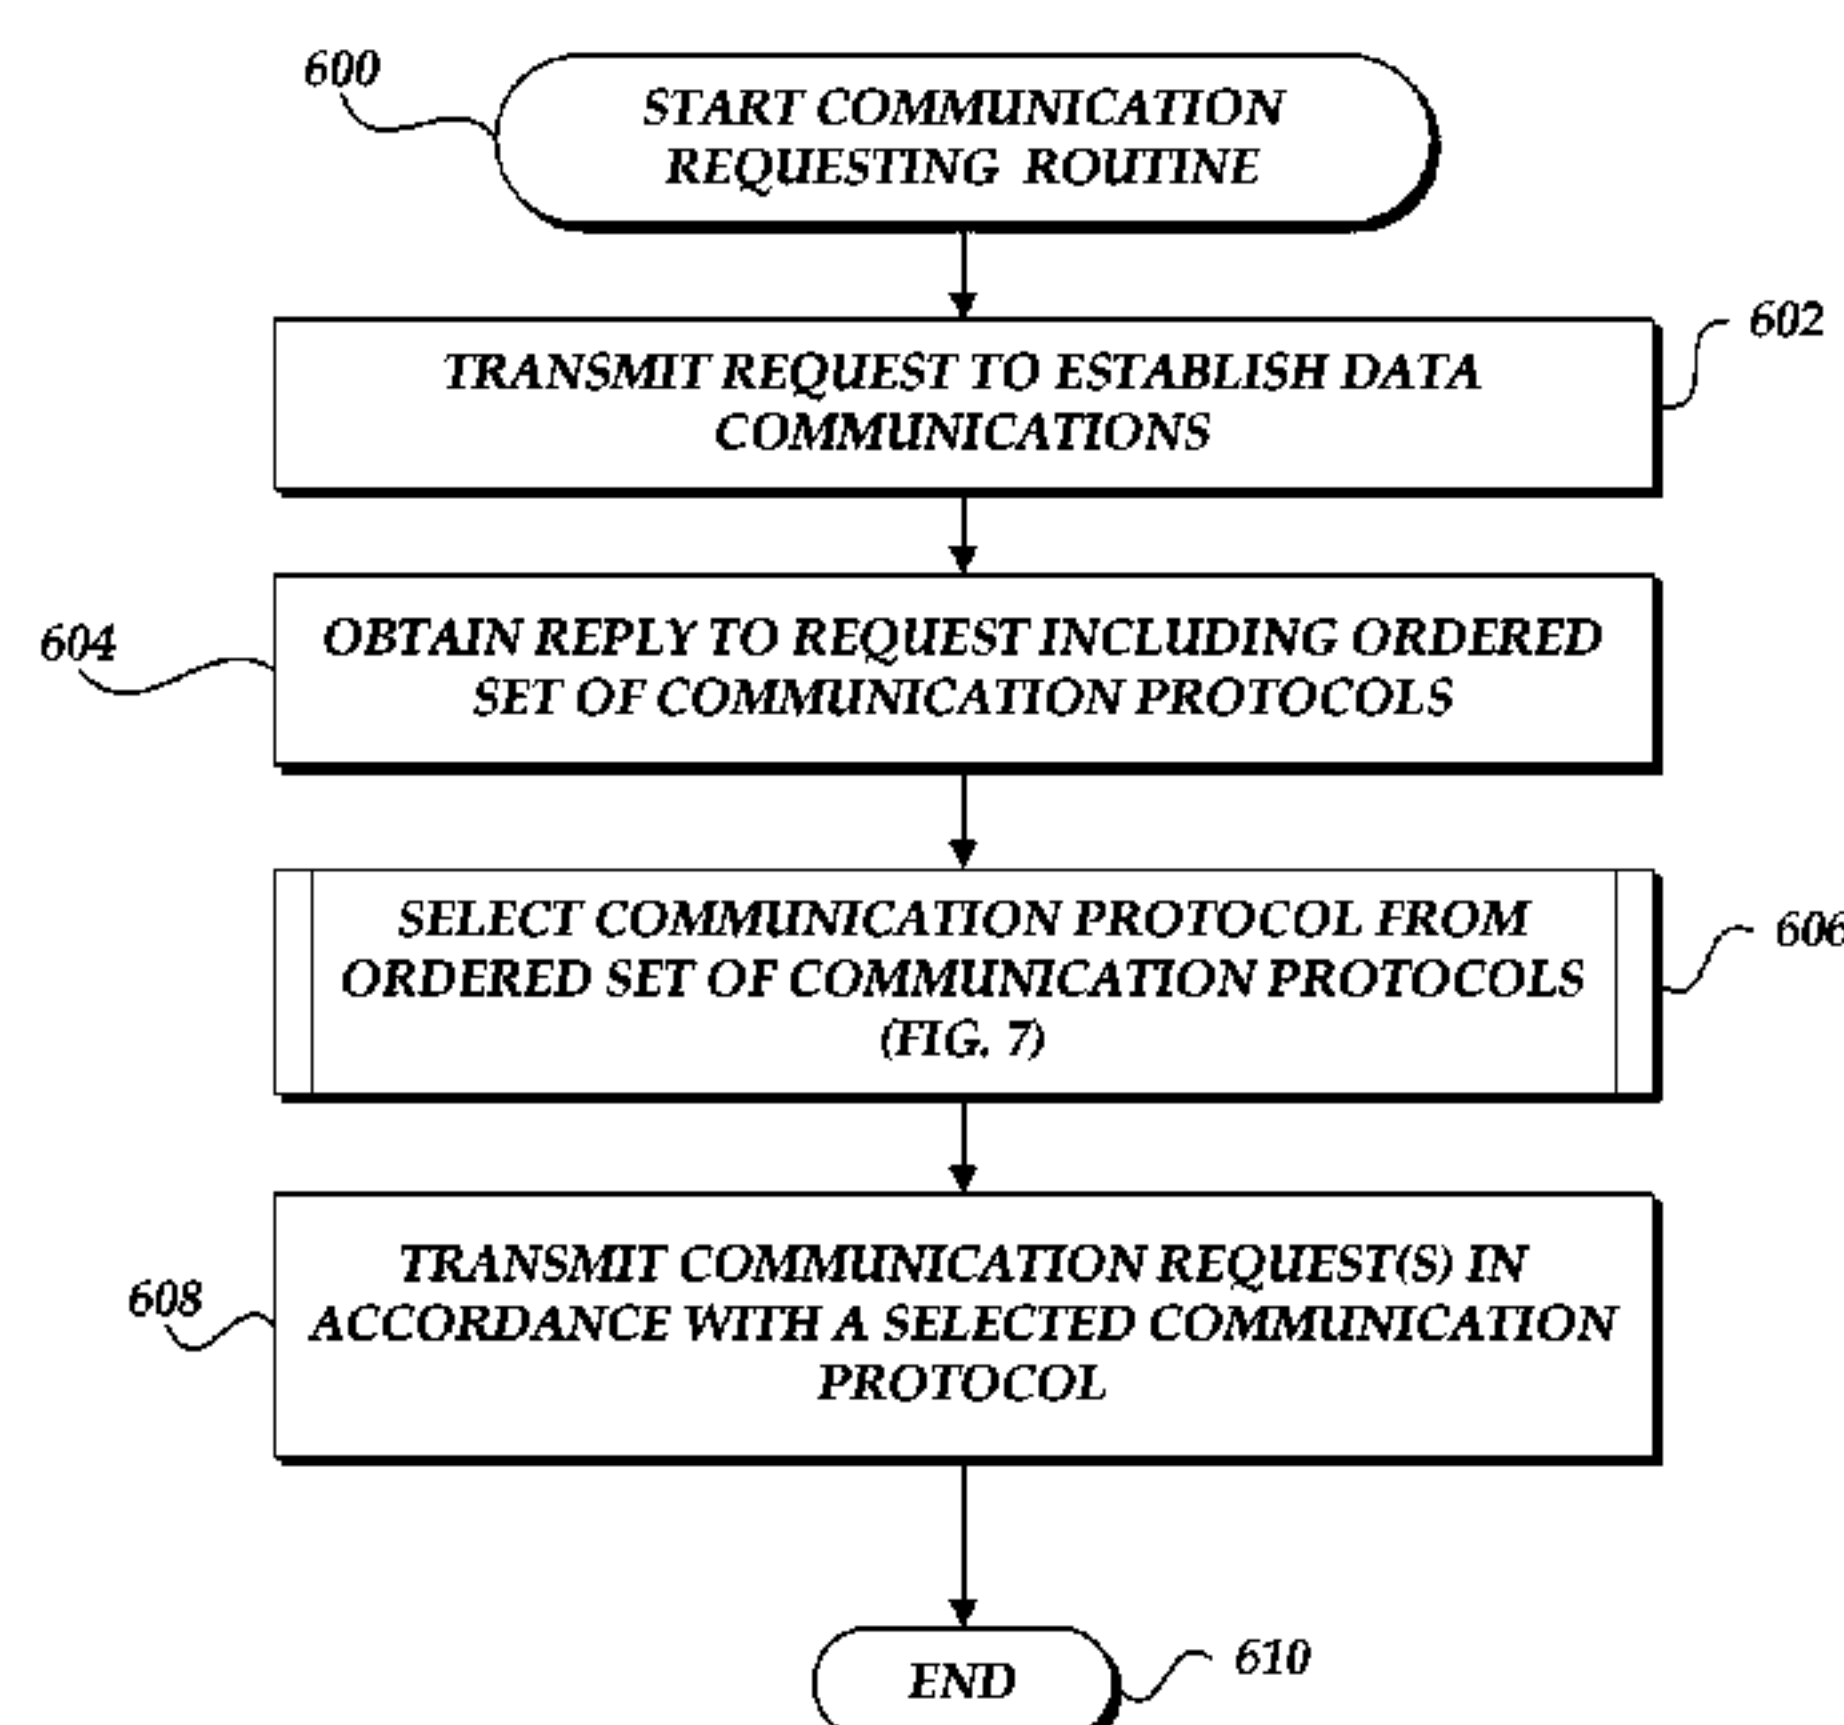 600
START COMMUNICATION
REQUESTING ROUTINE
602
TRANSMIT REQUEST TO ESTABLISH DATA
COMMUNICATIONS
604
OBTAIN REPLY TO REQUEST INCLUDING ORDERED
SET OF COMMUNICATION PROTOCOLS
606
SELECT COMMUNICATION PROTOCOL FROM
ORDERED SET OF COMMUNICATION PROTOCOLS
(FIG. 7)
608
TRANSMIT COMMUNICATION REQUEST(S) IN
ACCORDANCE WITH A SELECTED COMMUNICATION
PROTOCOL
END
610